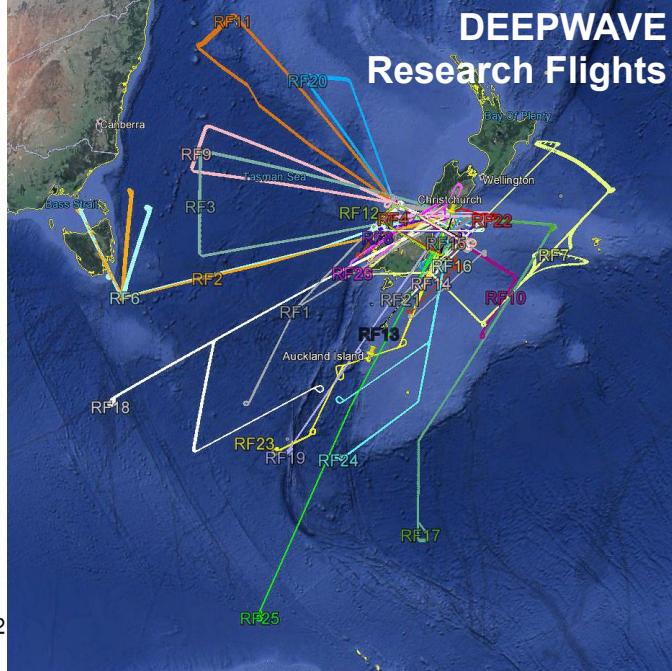 DEEPWAVE
Research Flights
RF11
RF20
Canberra
Bay Of Plenty
RF9
Tasman Sea
Wellington
Bass Strait
RF3
Christchurch
RF12
RF4
RF22
RF15
RF7
RF16
RF26
RF2
RF14
RF6
RF10
RF21
RF1
RF13
Auckland Island
RF18
RF23
RF19
RF24
RF17
RF25
2